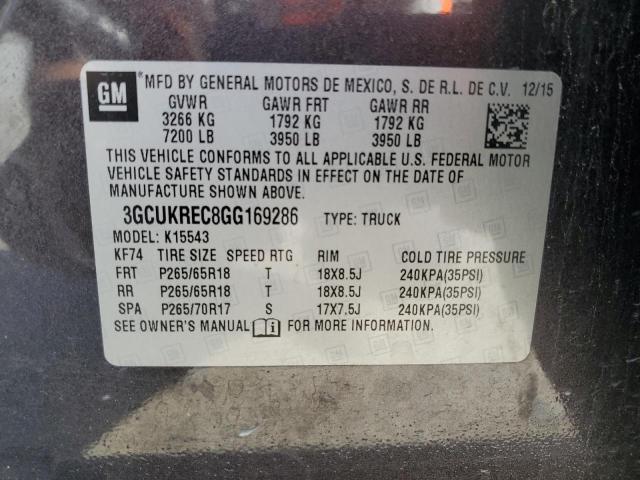 GM
®MFD BY GENERAL MOTORS DE MEXICO, S. DE R.L. DE C.V. 12/15
GVWR GAWR FRT GAWR RR
3266 KG 1792 KG 1792 KG
7200 LB 3950 LB 3950 LB
THIS VEHICLE CONFORMS TO ALL APPLICABLE U.S. FEDERAL MOTOR
VEHICLE SAFETY STANDARDS IN EFFECT ON THE DATE OF
MANUFACTURE SHOWN ABOVE.
3GCUKREC8GG169286 TYPE: TRUCK
MODEL: K15543
KF74 TIRE SIZE SPEED RTG RIM COLD TIRE PRESSURE
FRT P265/65R18 T 18X8.5J 240KPA(35PSI)
RR P265/65R18 T 18X8.5J 240KPA(35PSI)
SPA P265/70R17 S 17X7.5J 240KPA(35PSI)
SEE OWNER'S MANUAL FOR MORE INFORMATION.